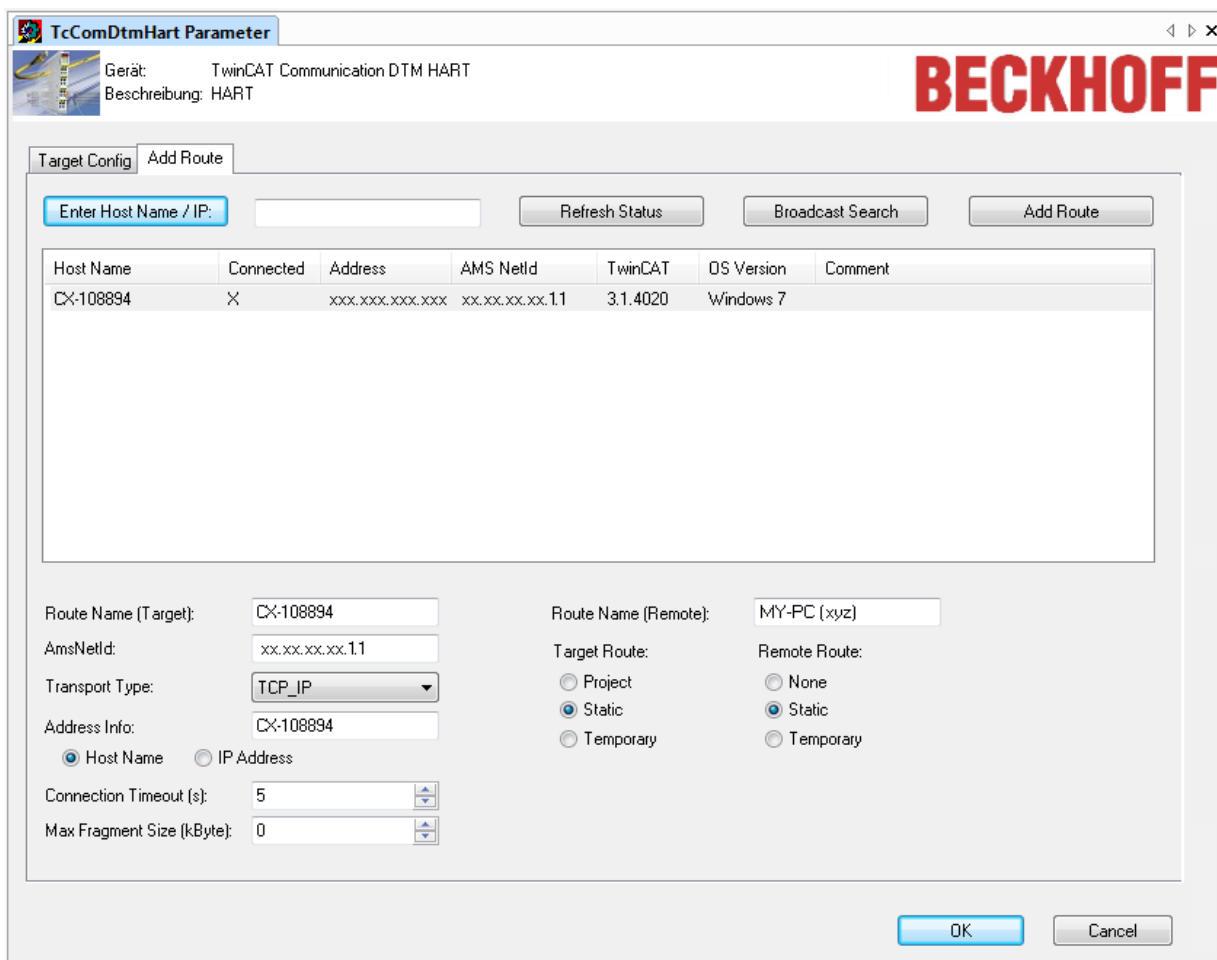 TcComDtmHart Parameter
Gerät: TwinCAT Communication DTM HART
Beschreibung: HART
BECKHOFF
Target Config Add Route
Enter Host Name / IP: Refresh Status Broadcast Search Add Route
Host Name Connected Address AMS NetId TwinCAT OS Version Comment
CX-108894 X xxx.xxx.xxx.xxx xx.xx.xx.xx.1.1 3.1.4020 Windows 7
Route Name (Target): CX-108894 Route Name (Remote): MY-PC (xyz)
AmsNetId: xx.xx.xx.xx.1.1 Target Route: Remote Route:
Transport Type: TCP_IP Project None
Address Info: CX-108894 Static Static
Host Name IP Address Temporary Temporary
Connection Timeout (s): 5
Max Fragment Size (kByte): 0
OK Cancel